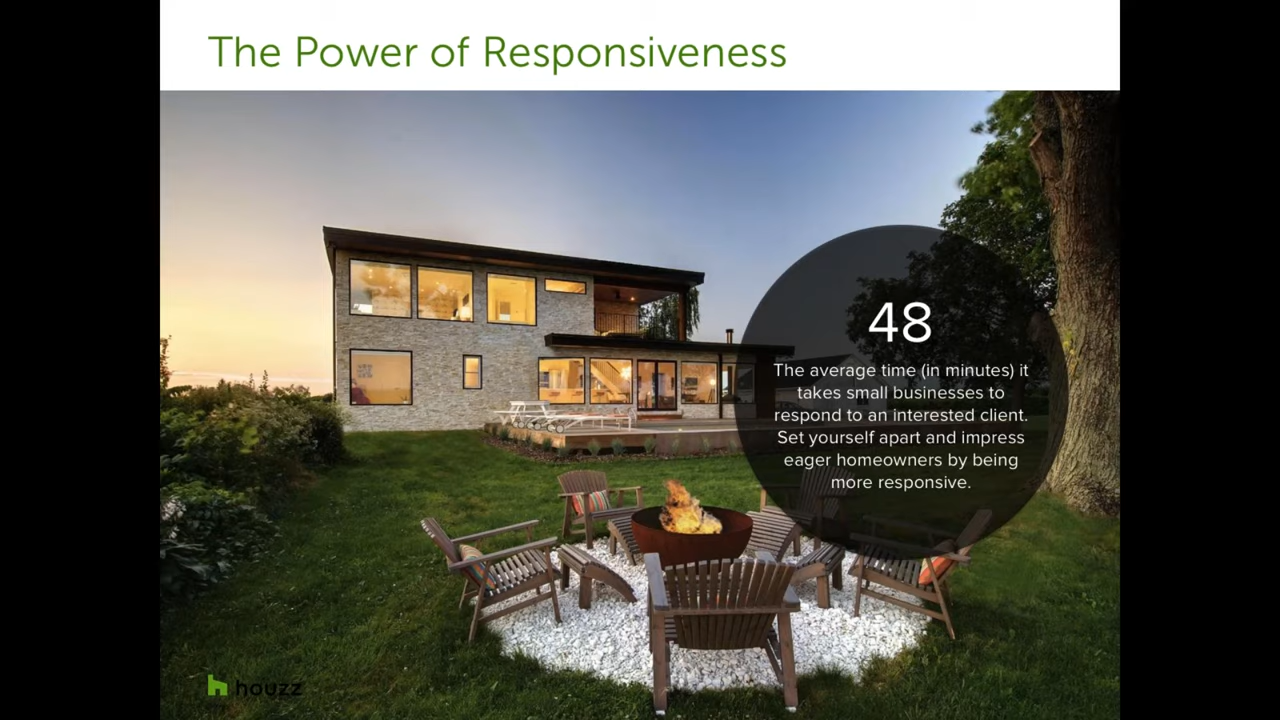 The Power of Responsiveness
48
The average time (in minutes) it
takes small businesses to
respond to an interested client.
Set yourself apart and impress
eager homeowners by being
more responsive.
houzz